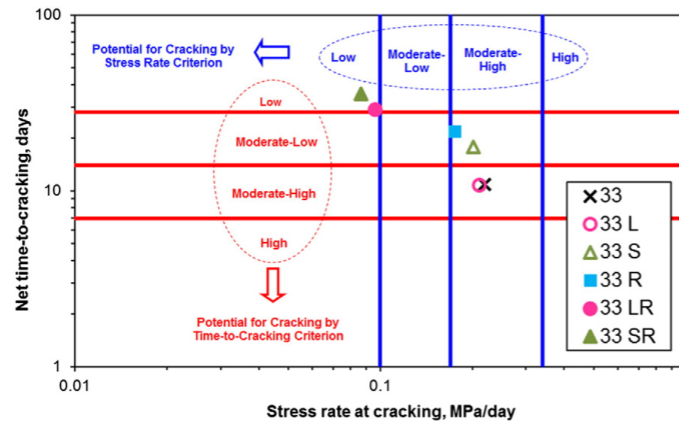 100
10
1
Net time-to-cracking, days
Potential for Cracking by
Stress Rate Criterion
Low
Moderate-
Low
Moderate-
High
High
Low
Moderate-Low
Moderate-High
High
Potential for Cracking by
Time-to-Cracking Criterion
33
33 L
33 S
33 R
33 LR
33 SR
0.01
0.1
Stress rate at cracking, MPa/day